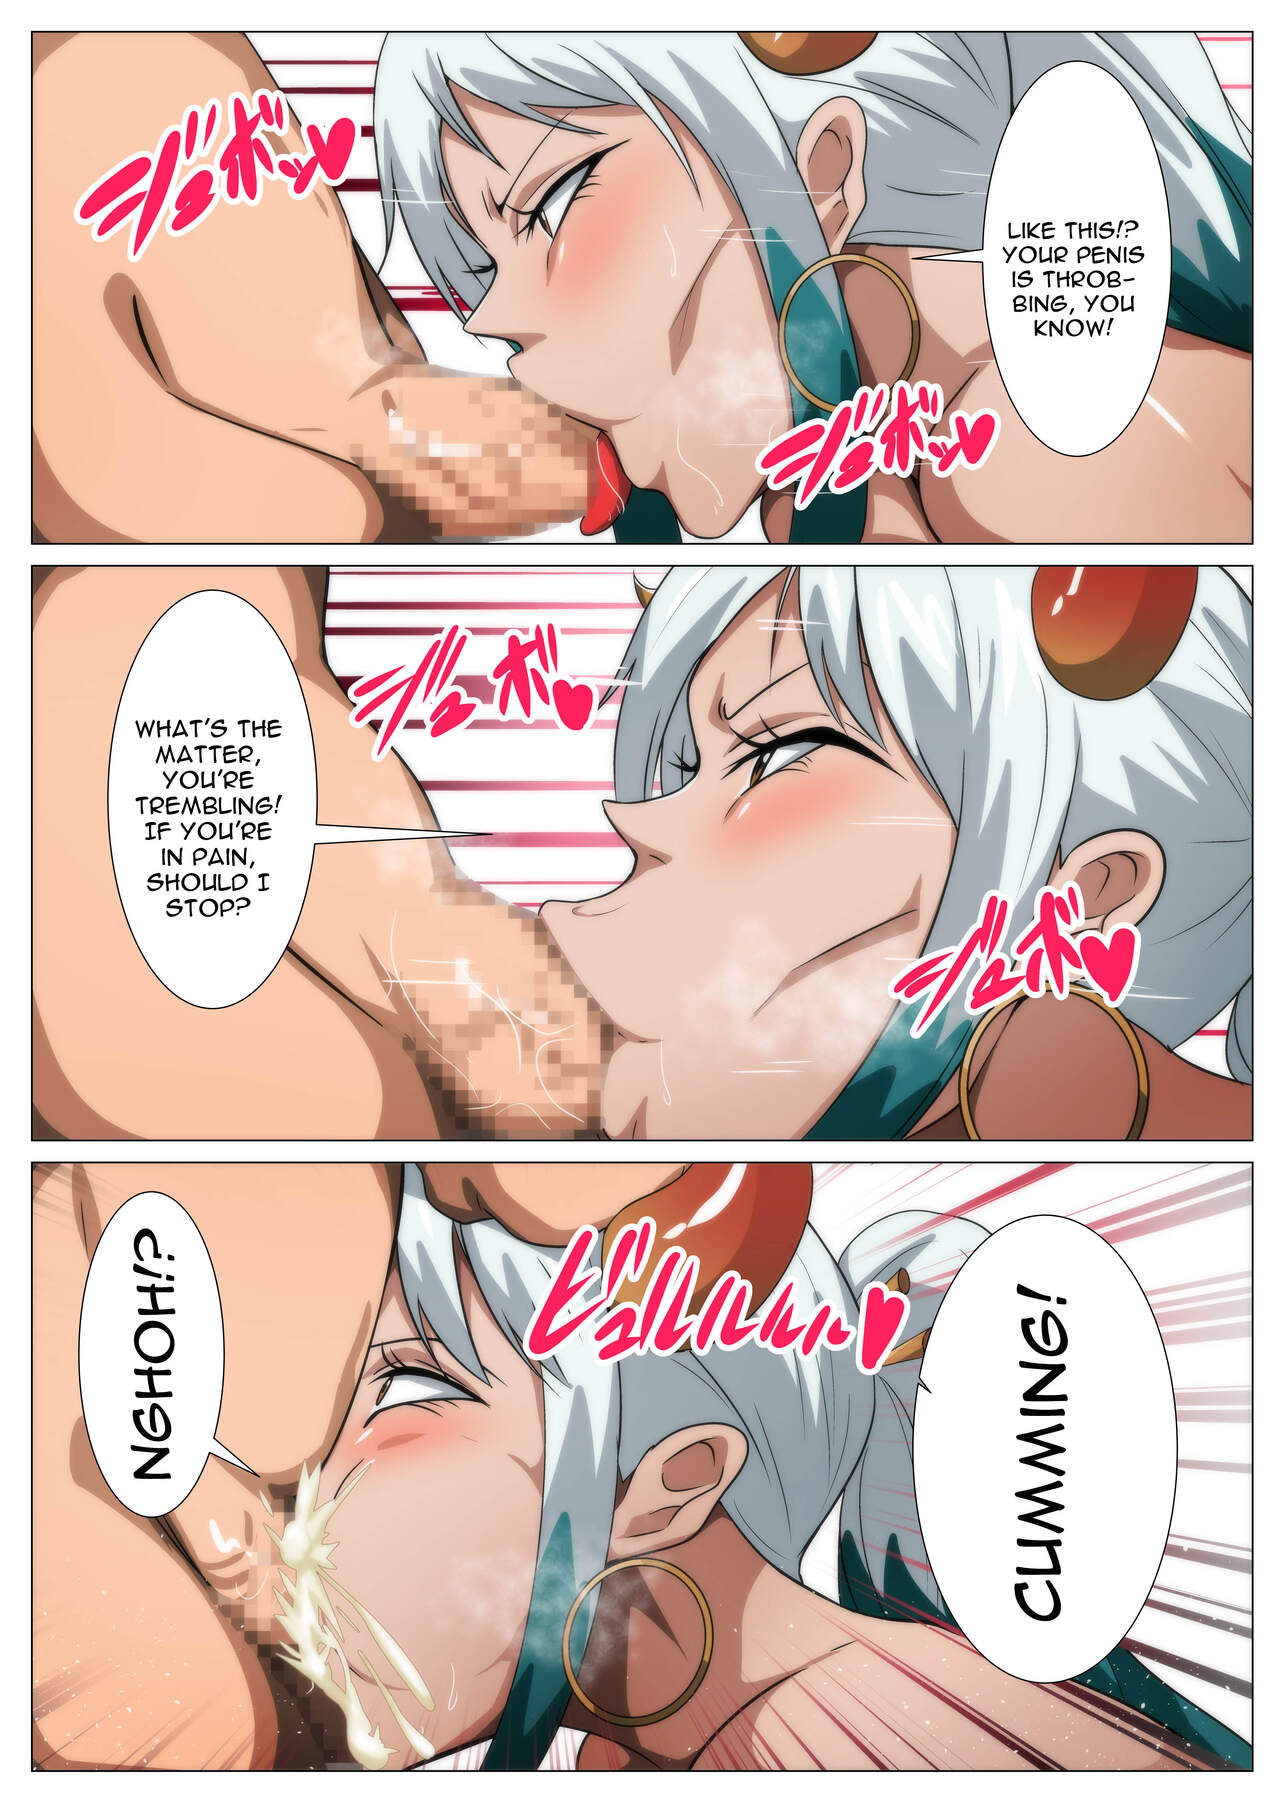 ジュボッ♥
LIKE THIS!?
YOUR PENIS
IS THROB-
BING, YOU
KNOW!
ジュボッ♥
ジュボ♥
WHAT'S THE
MATTER,
YOU'RE
TREMBLING!
IF YOU'RE
IN PAIN,
SHOULD I
STOP?
ジュボ♥
NGHOH!?
ビュルルルルル♥
CUMMING!